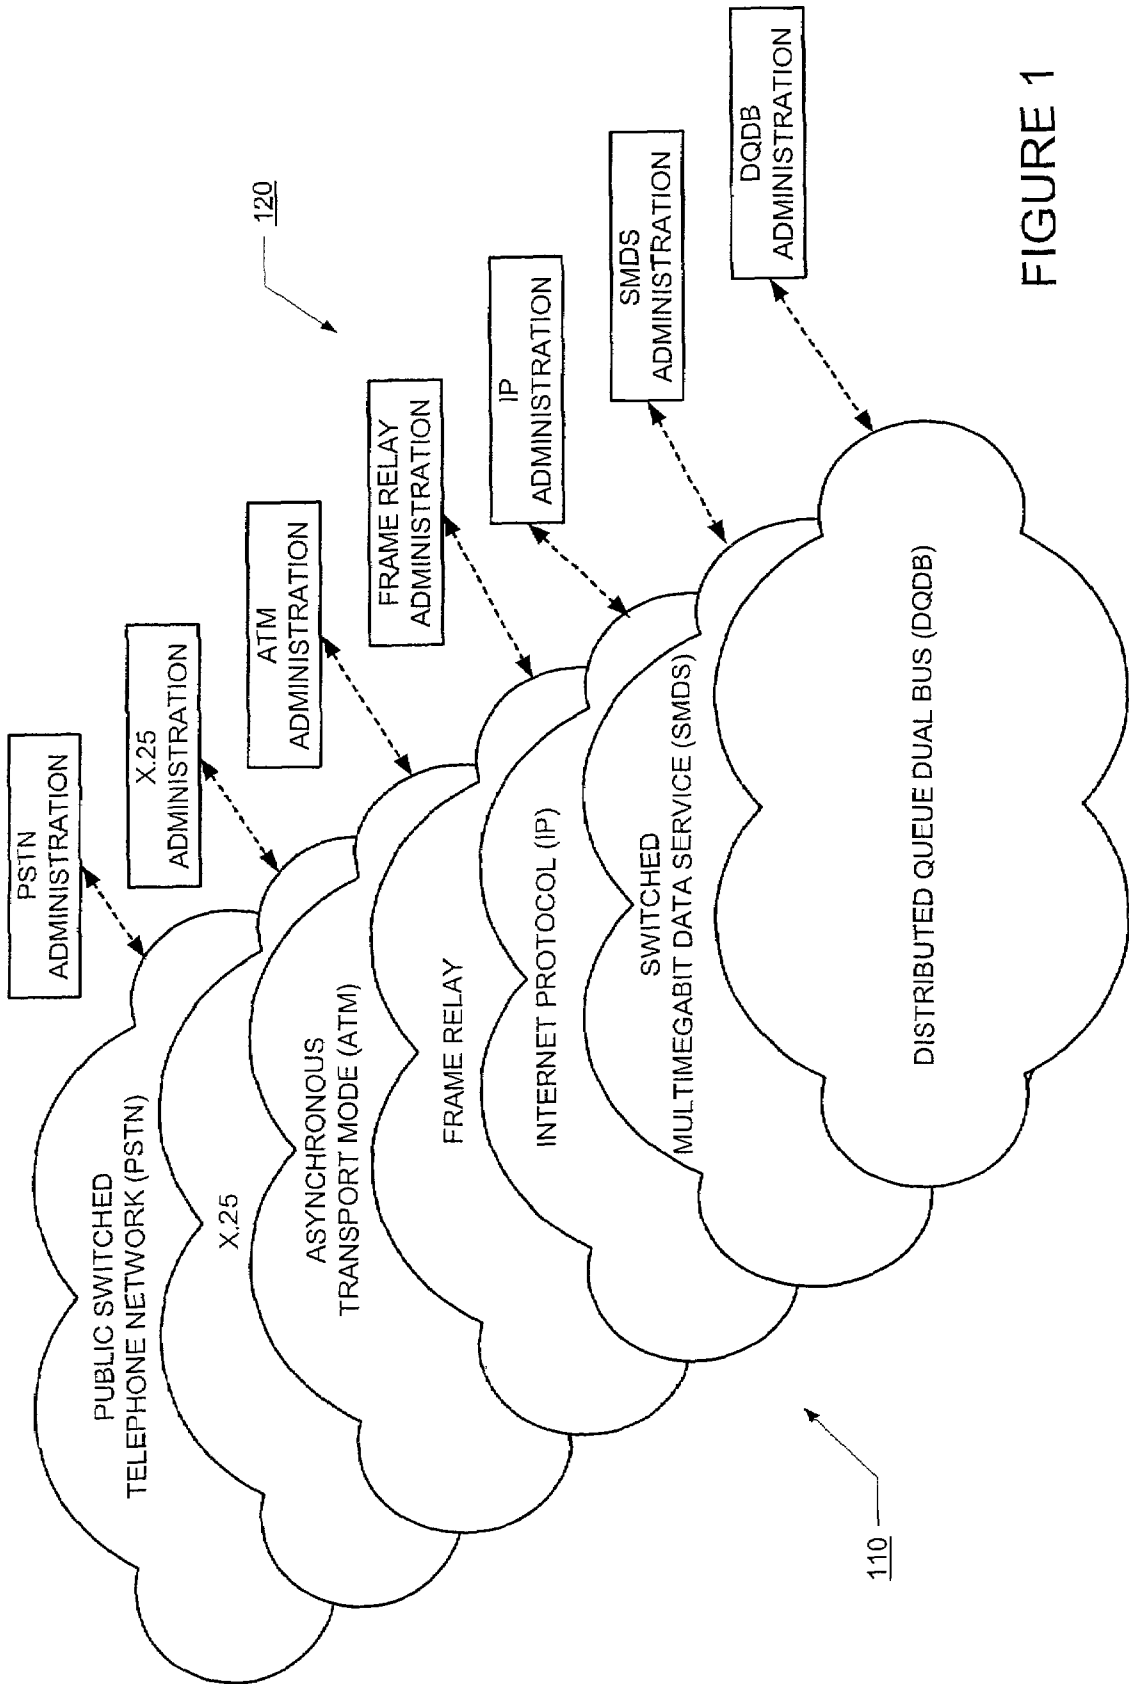 PSTN
ADMINISTRATION
X.25
ADMINISTRATION
ATM
ADMINISTRATION
FRAME RELAY
ADMINISTRATION
IP
ADMINISTRATION
SMDS
ADMINISTRATION
DQDB
ADMINISTRATION
120
PUBLIC SWITCHED
TELEPHONE NETWORK (PSTN)
X.25
ASYNCHRONOUS
TRANSPORT MODE (ATM)
FRAME RELAY
INTERNET PROTOCOL (IP)
SWITCHED
MULTIMEGABIT DATA SERVICE (SMDS)
DISTRIBUTED QUEUE DUAL BUS (DQDB)
110
FIGURE 1